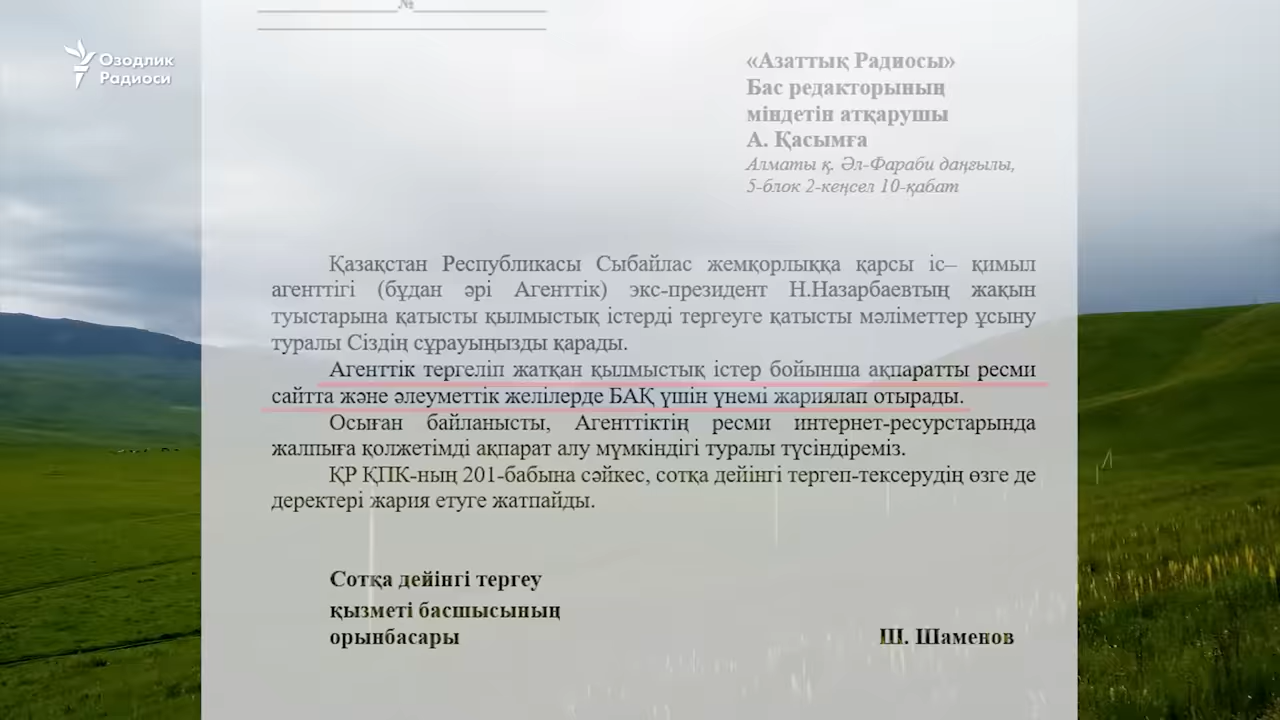 №
Озодлик
Радиоси
«Азаттық Радиосы»
Бас редакторының
міндетін атқарушы
А. Қасымға
Алматы қ. Әл-Фараби даңғылы,
5-блок 2-кеңсел 10-қабат
Қазақстан Республикасы Сыбайлас жемқорлыққа қарсы іс– қимыл
агенттігі (бұдан әрі Агенттік) экс-президент Н.Назарбаевтың жақын
туыстарына қатысты қылмыстық істерді тергеуге қатысты мәліметтер ұсыну
туралы Сіздің сұрауыңызды қарады.
Агенттік тергеліп жатқан қылмыстық істер бойынша ақпаратты ресми
сайтта және әлеуметтік желілерде БАҚ үшін үнемі жариялап отырады.
Осыған байланысты, Агенттіктің ресми интернет-ресурстарында
жалпыға қолжетімді ақпарат алу мүмкіндігі туралы түсіндіреміз.
ҚР ҚПК-ның 201-бабына сәйкес, сотқа дейінгі тергеп-тексерудің өзге де
деректері жария етуге жатпайды.
Сотқа дейінгі тергеу
қызметі басшысының
орынбасары
Ш. Шаменов